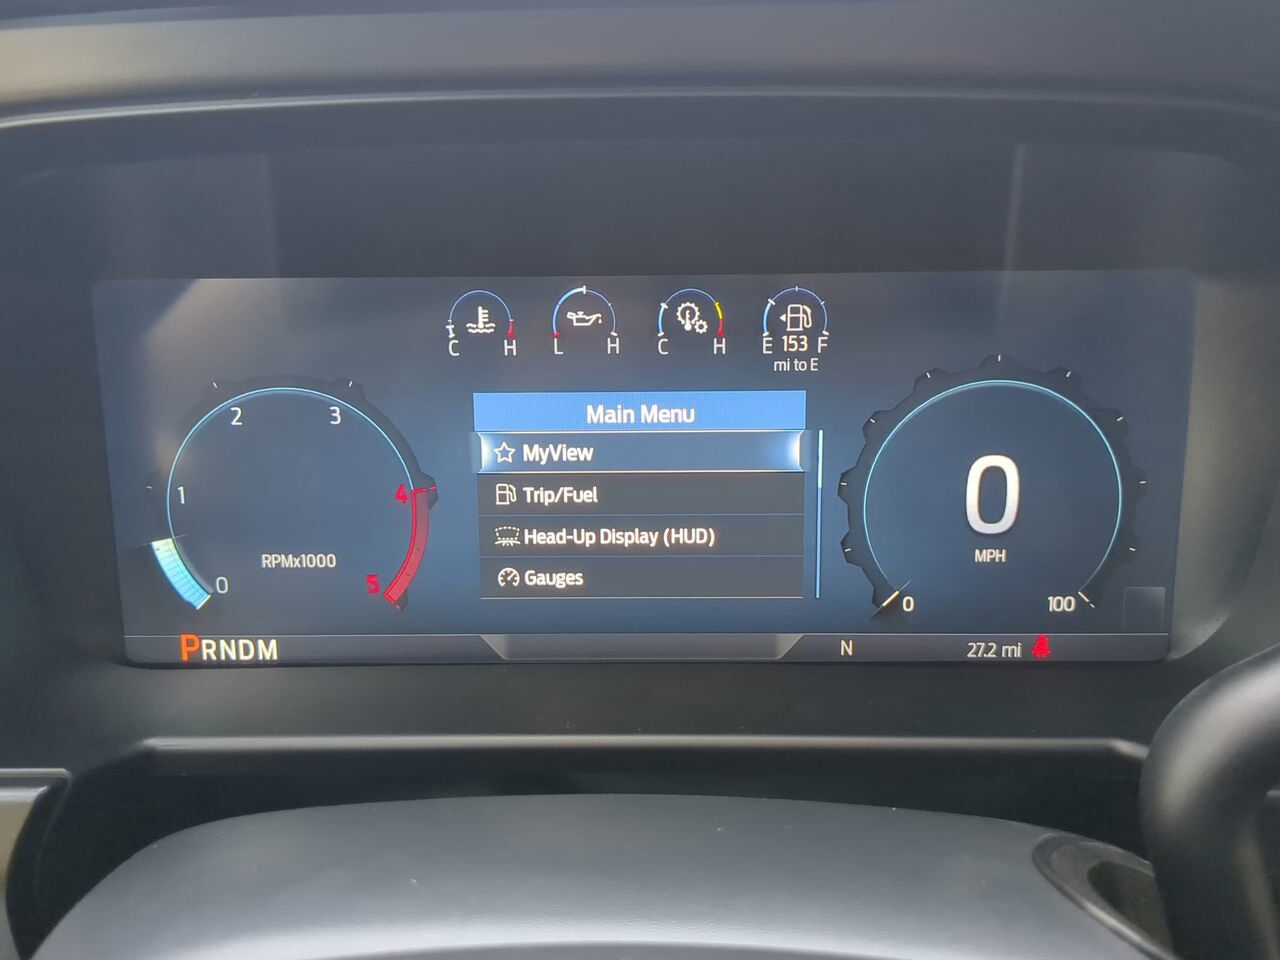 C H
L H
C H
E 153 F
mi to E
Main Menu
MyView
Trip/Fuel
Head-Up Display (HUD)
Gauges
0
1
2
3
4
5
RPMx1000
0
MPH
0
100
PRNDM
N
27.2 mi